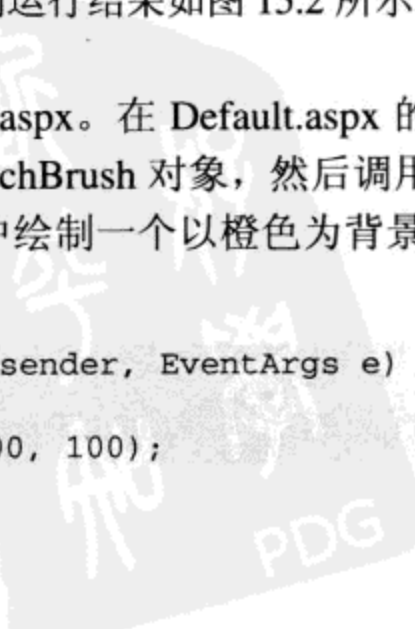 运行结果如图 15.2 所示
aspx。在 Default.aspx 的
chBrush 对象，然后调用
中绘制一个以橙色为背景
sender, EventArgs e)
00, 100);
PDG